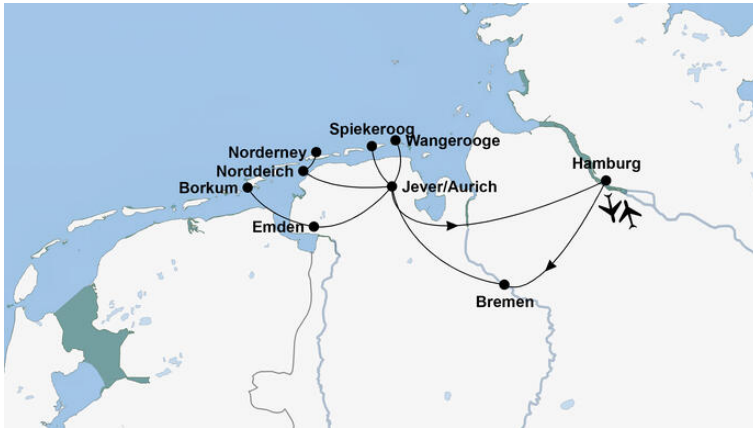 Spiekeroog
Wangerooge
Norderney
Norddeich
Hamburg
Borkum
Jever/Aurich
Emden
Bremen